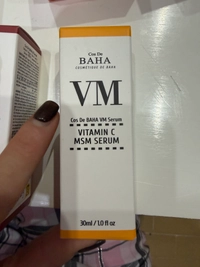 Cos De
BAHA
COSMETIQUE DE BAHA
VM
Cos De BAHA VM Serum
VITAMIN C
MSM SERUM
30ml / 1.0 fl oz